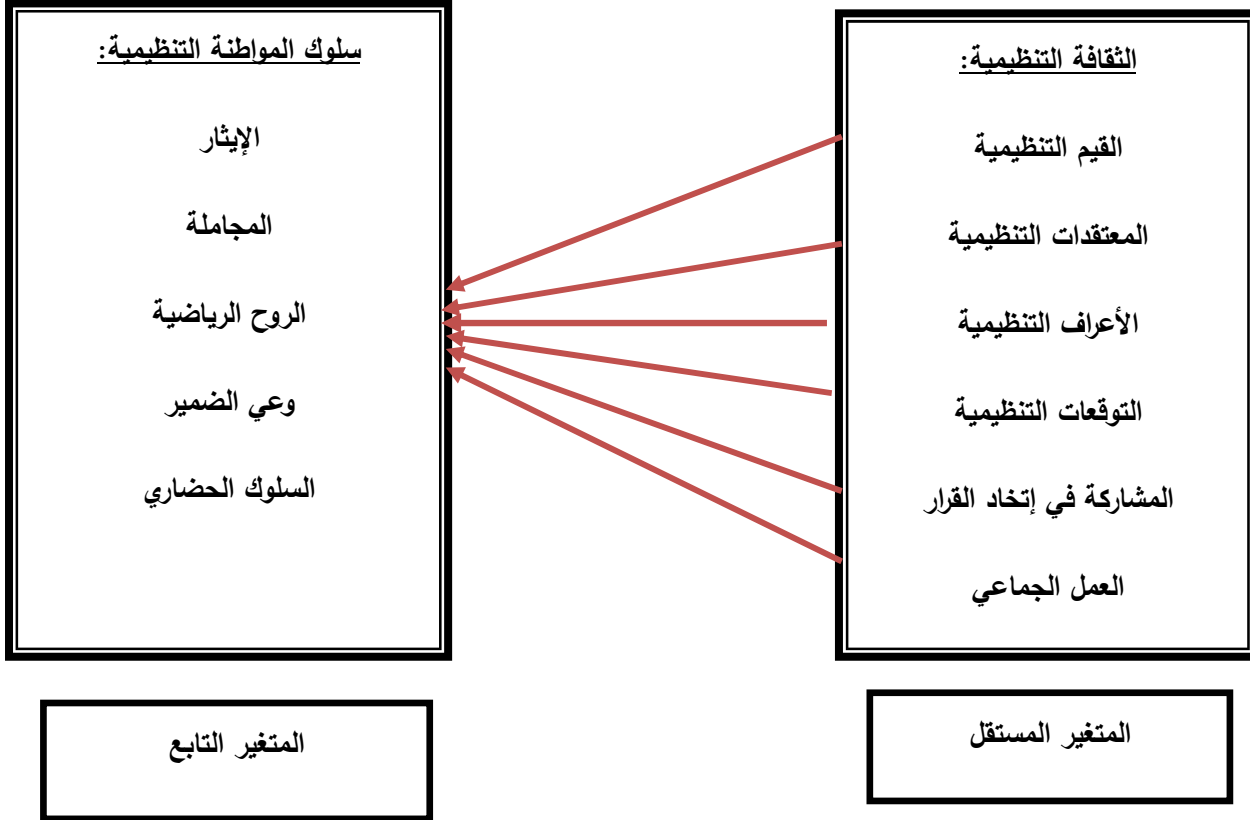 الثقافة التنظيمية:
القيم التنظيمية
المعتقدات التنظيمية
الأعراف التنظيمية
التوقعات التنظيمية
المشاركة في إتخاد القرار
العمل الجماعي
المتغير المستقل
سلوك المواطنة التنظيمية:
الإيثار
المجاملة
الروح الرياضية
وعي الضمير
السلوك الحضاري
المتغير التابع